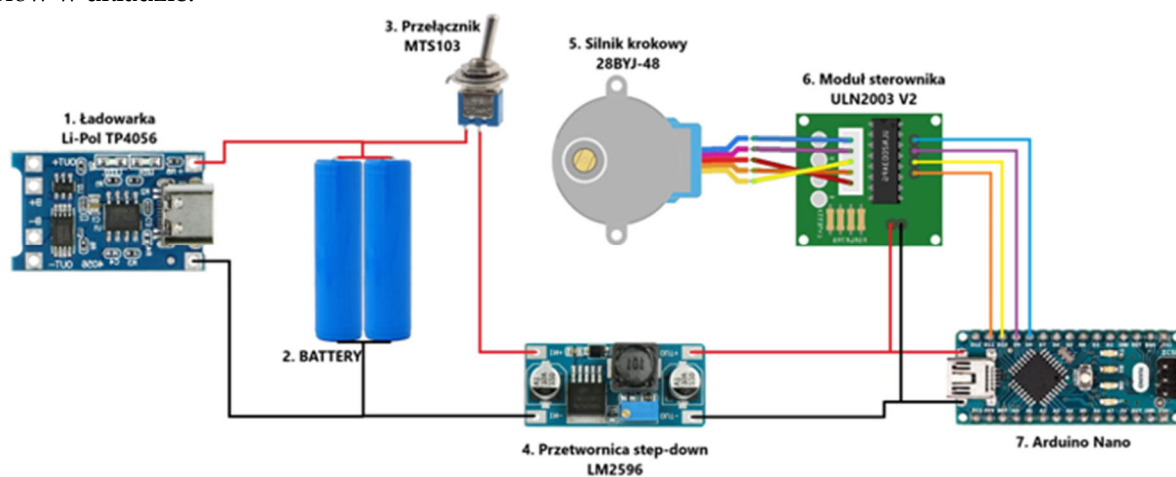 3. Przełącznik
MTS103
5. Silnik krokowy
28BYJ-48
6. Moduł sterownika
ULN2003 V2
1. Ładowarka
Li-Pol TP4056
2. BATTERY
4. Przetwornica step-down
LM2596
7. Arduino Nano